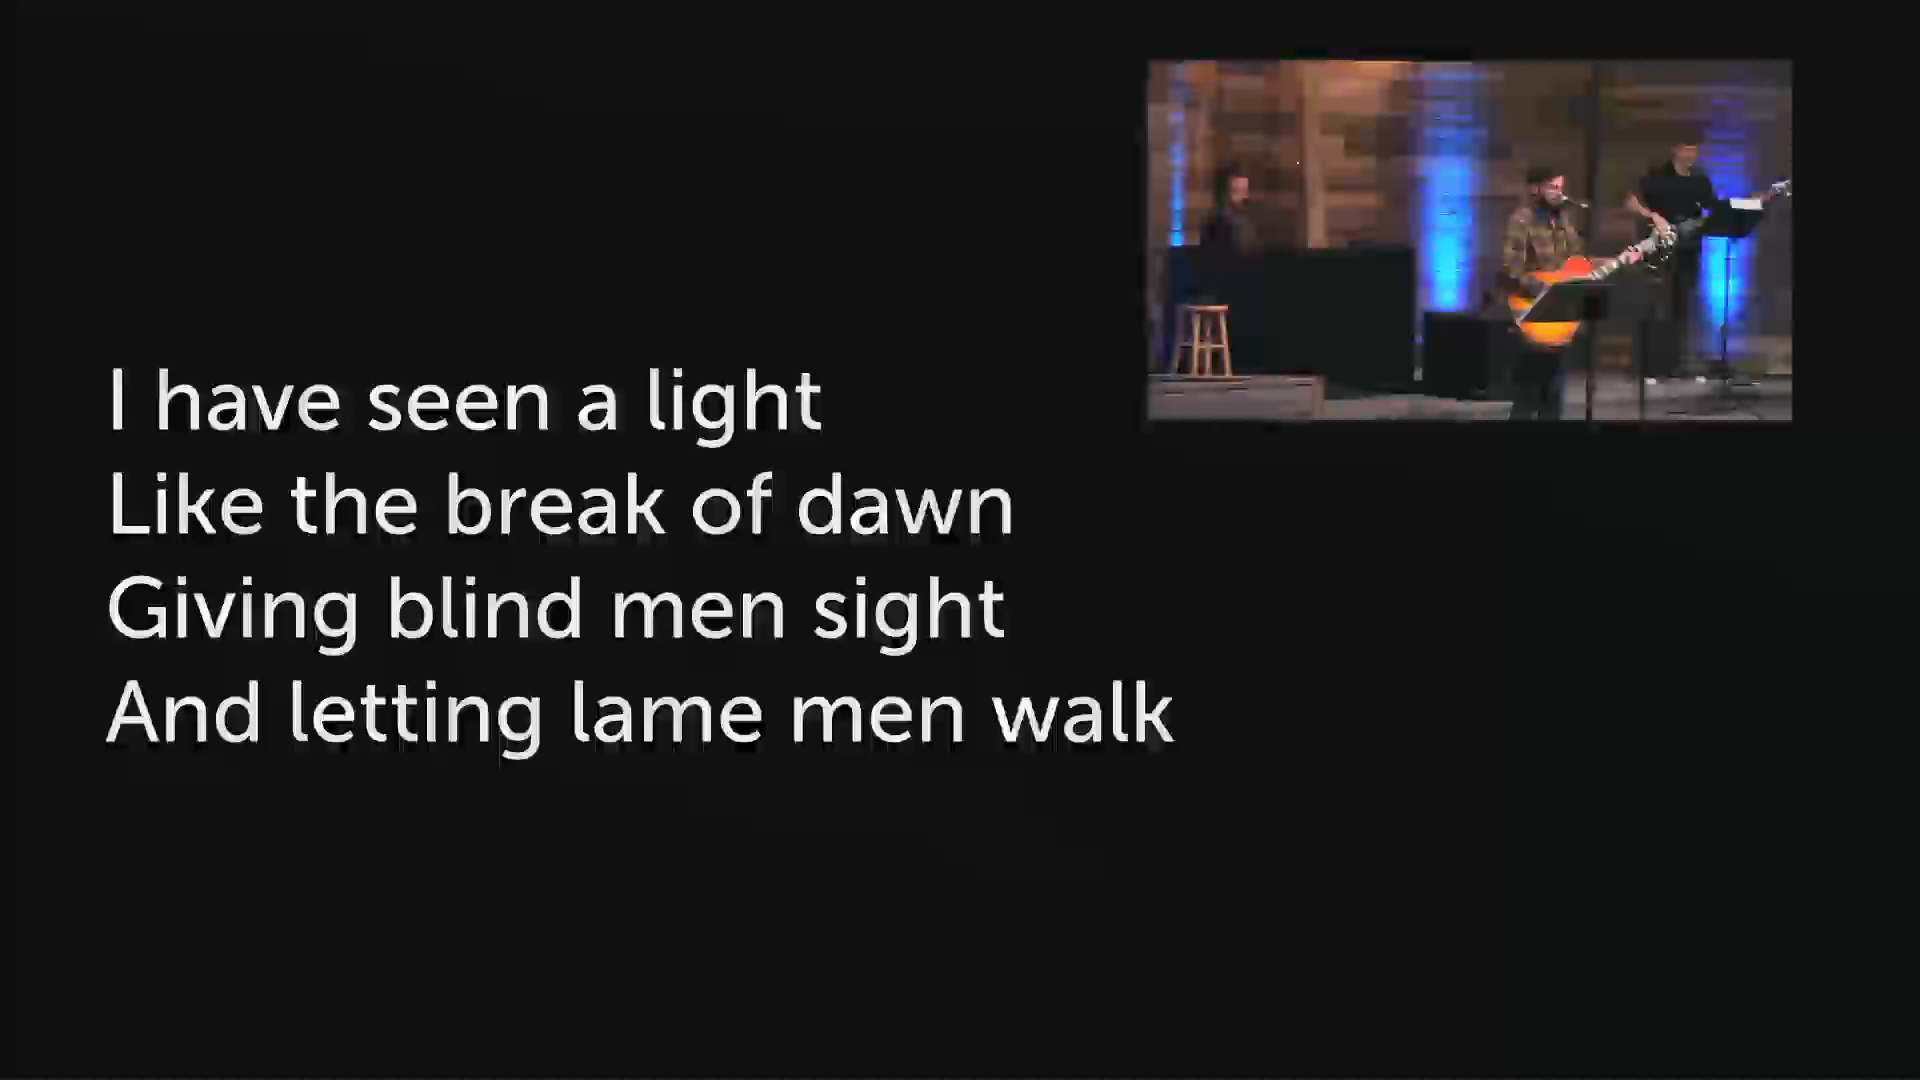 I have seen a light
Like the break of dawn
Giving blind men sight
And letting lame men walk